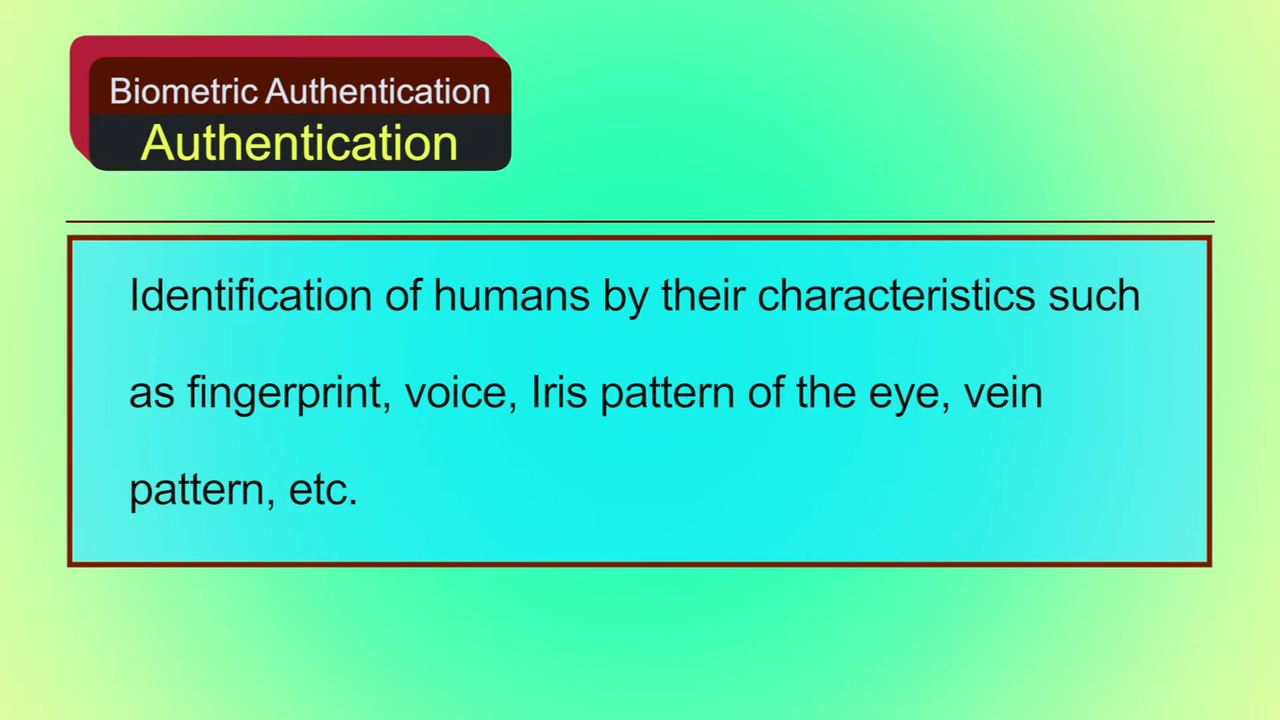 Biometric Authentication
Authentication
Identification of humans by their characteristics such
as fingerprint, voice, Iris pattern of the eye, vein
pattern, etc.